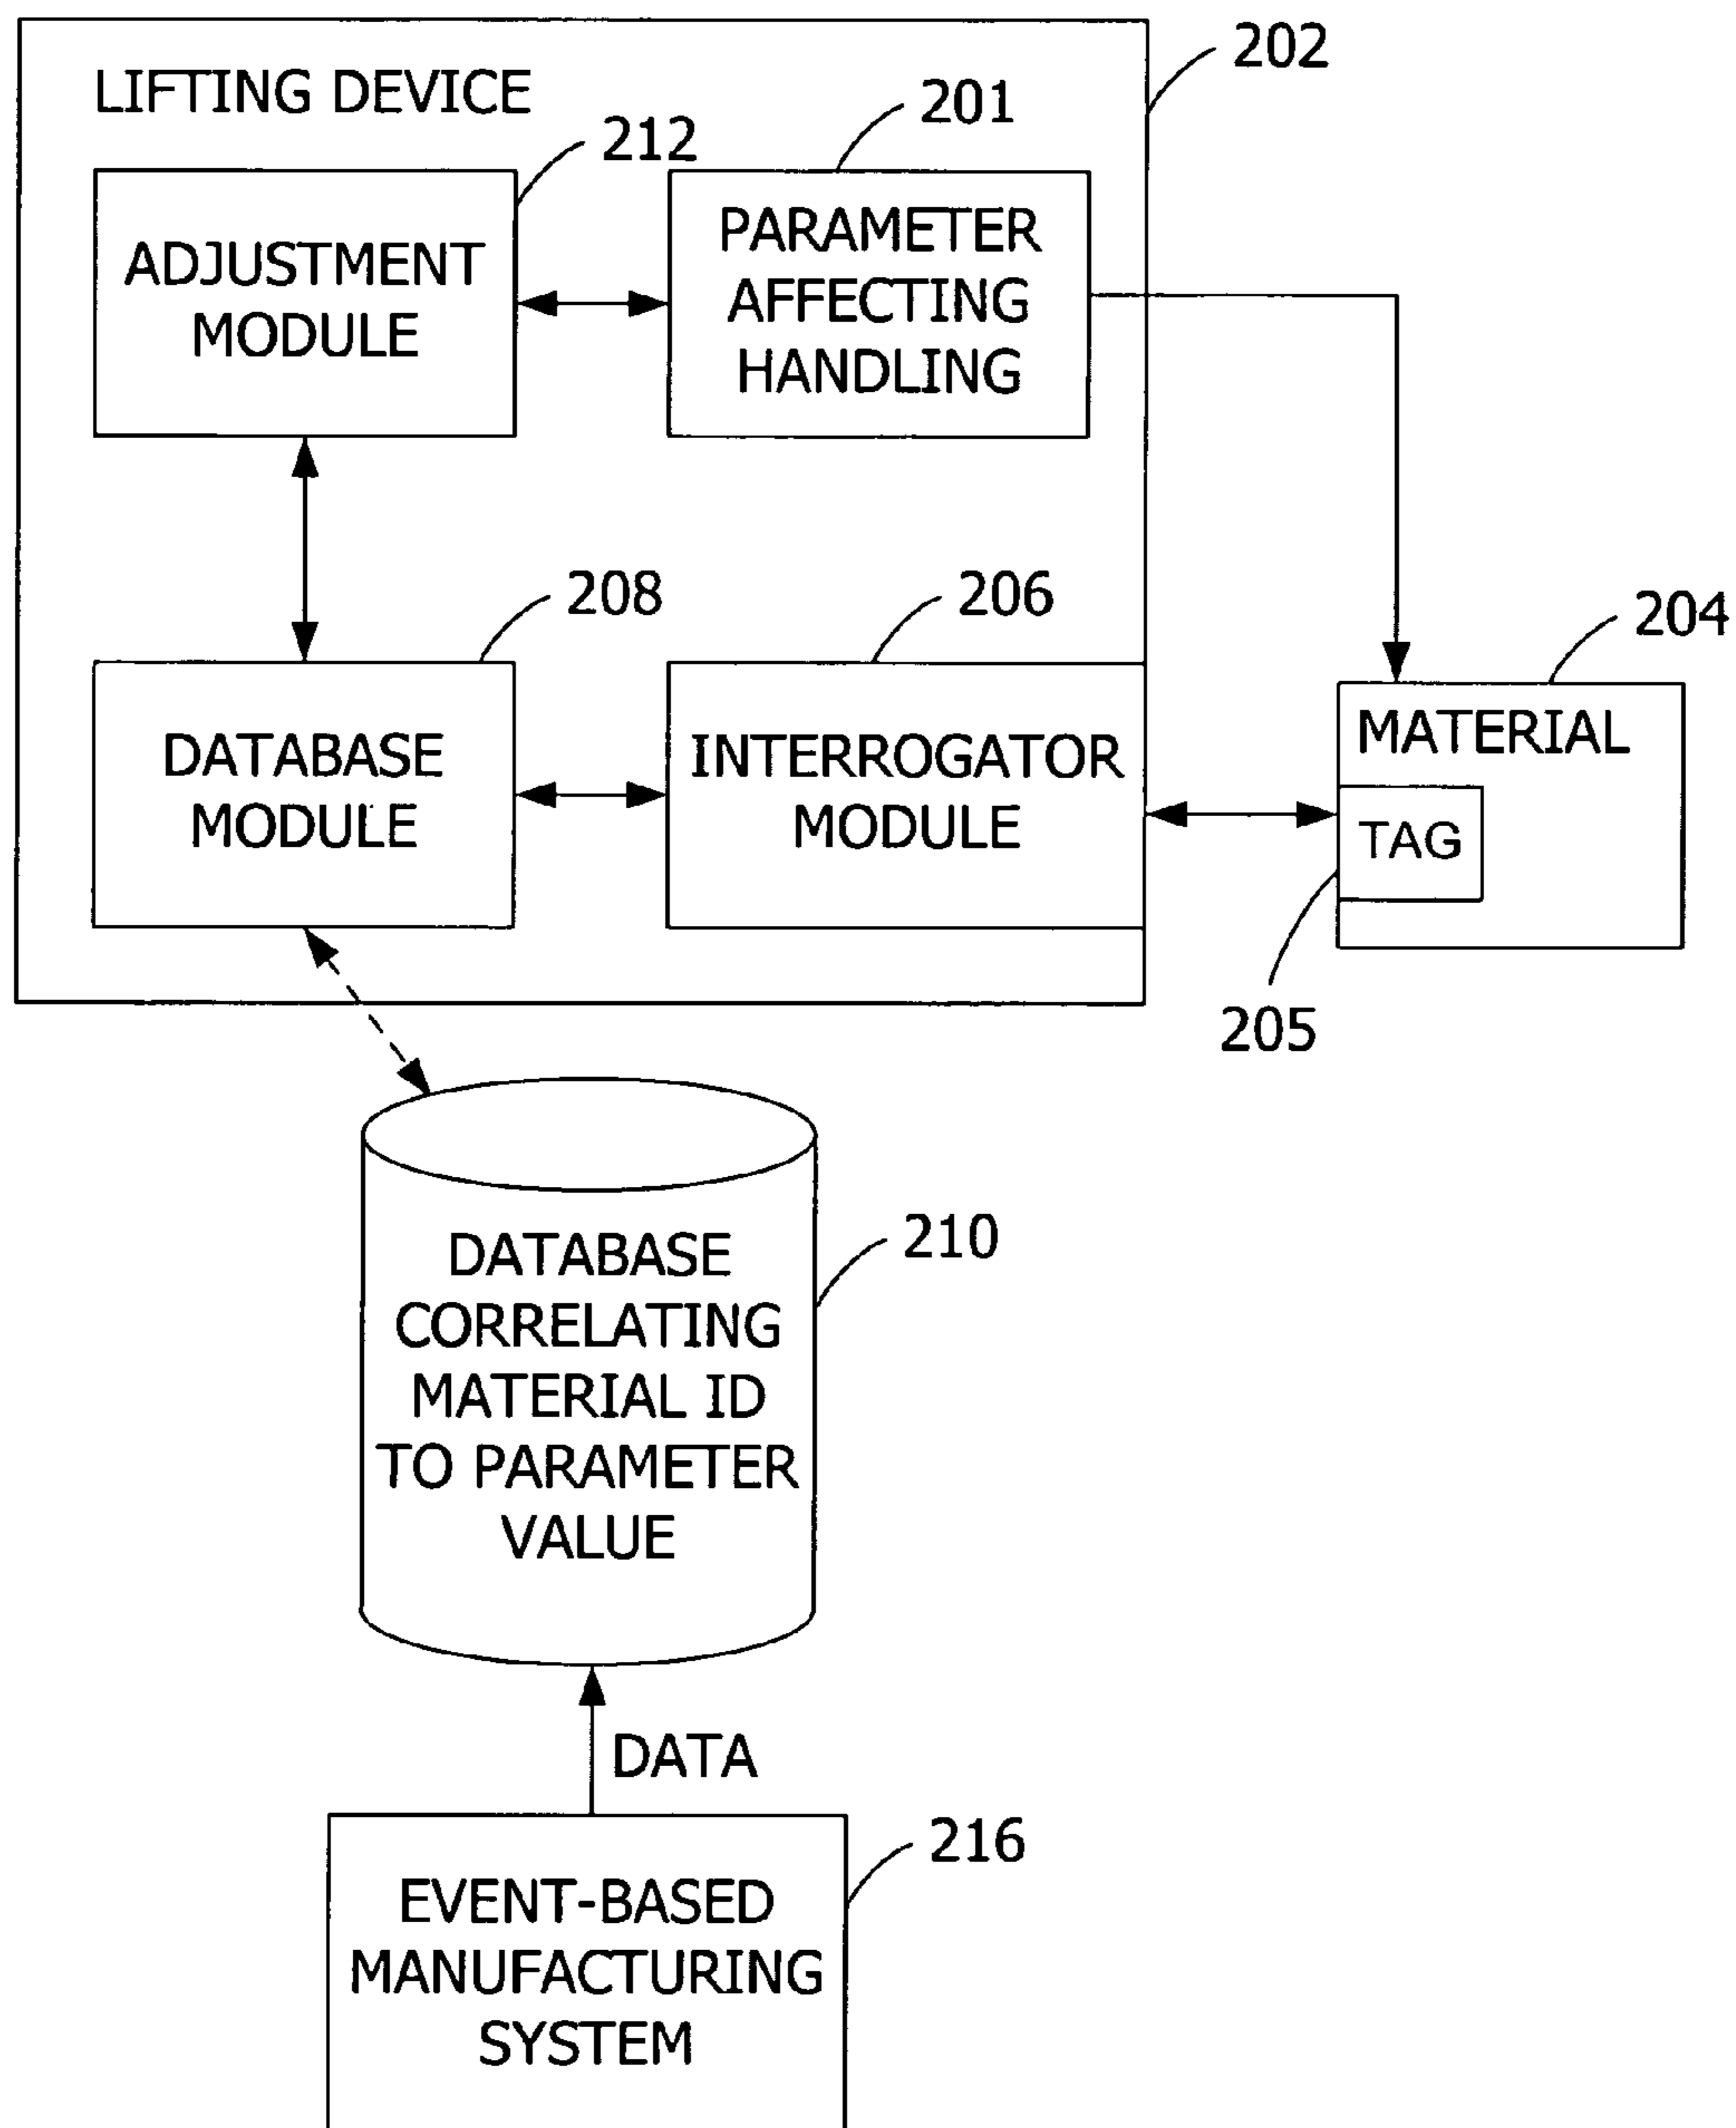 202
LIFTING DEVICE
201
212
PARAMETER
AFFECTING
HANDLING
ADJUSTMENT
MODULE
208
206
204
DATABASE
MODULE
INTERROGATOR
MODULE
MATERIAL
TAG
205
210
DATABASE
CORRELATING
MATERIAL ID
TO PARAMETER
VALUE
DATA
216
EVENT-BASED
MANUFACTURING
SYSTEM